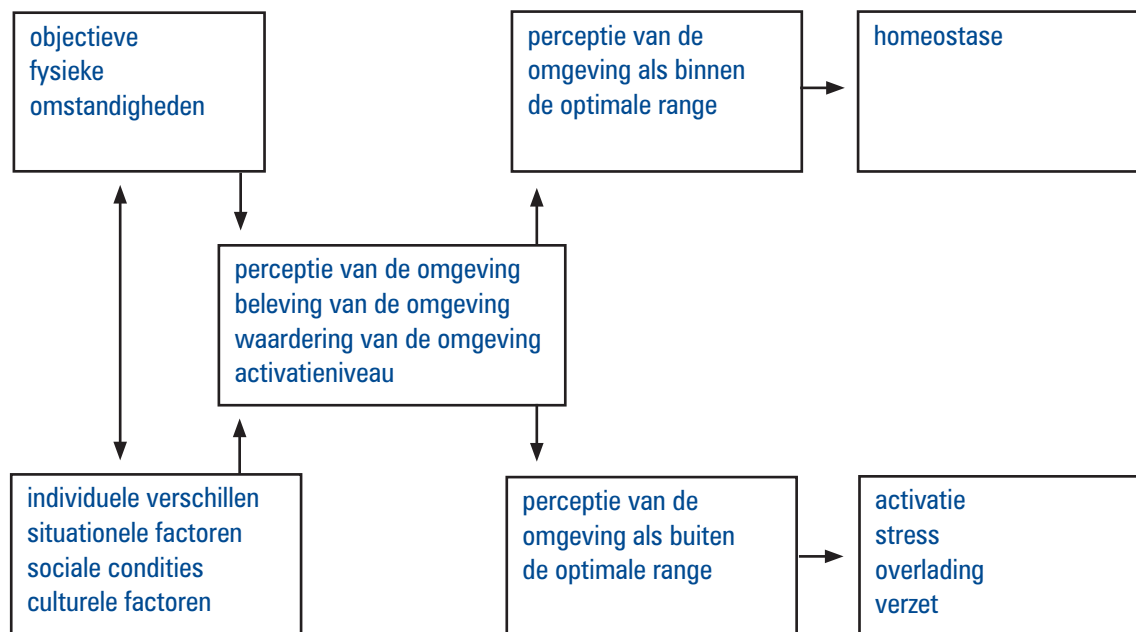 objectieve
fysieke
omstandigheden
perceptie van de
omgeving als binnen
de optimale range
homeostase
perceptie van de omgeving
beleving van de omgeving
waardering van de omgeving
activatieniveau
individuele verschillen
situationele factoren
sociale condities
culturele factoren
perceptie van de
omgeving als buiten
de optimale range
activatie
stress
overlading
verzet